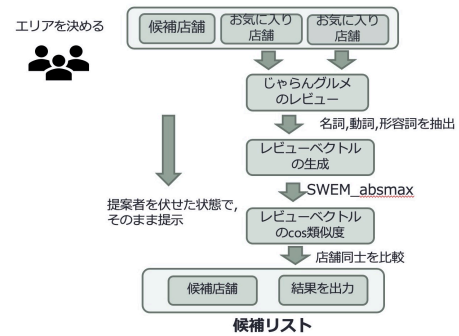 エリアを決める
候補店舗
お気に入り
店舗
お気に入り
店舗
じゃらんグルメ
のレビュー
名詞,動詞,形容詞を抽出
レビューベクトル
の生成
SWEM_absmax
提案者を伏せた状態で,
そのまま提示
レビューベクトル
のcos類似度
店舗同士を比較
候補店舗
結果を出力
候補リスト